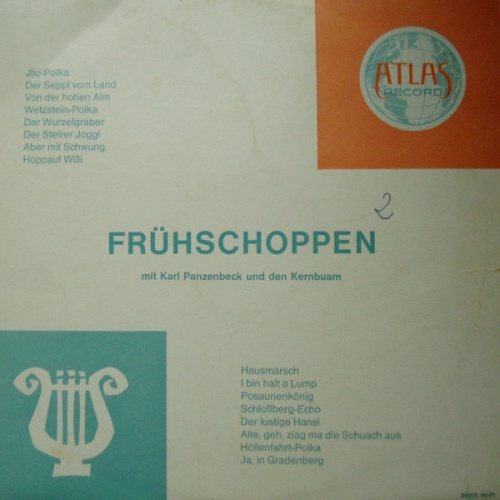 Jllo-Polka
Der Seppl vom Land
Von der hohen Alm
Wetzstein-Polka
Der Wurzelgraber
Der Steirer Joggl
Aber mit Schwung
Hoppauf Willi
ATLAS
RECORD
2
FRÜHSCHOPPEN
mit Karl Panzenbeck und den Kernbuam
Hausmarsch
I bin halt a Lump
Posaunenkönig
Schloßberg-Echo
Der lustige Hansl
Alte, geh, ziag ma die Schuach aus
Höllenfahrt-Polka
Ja, in Gradenberg